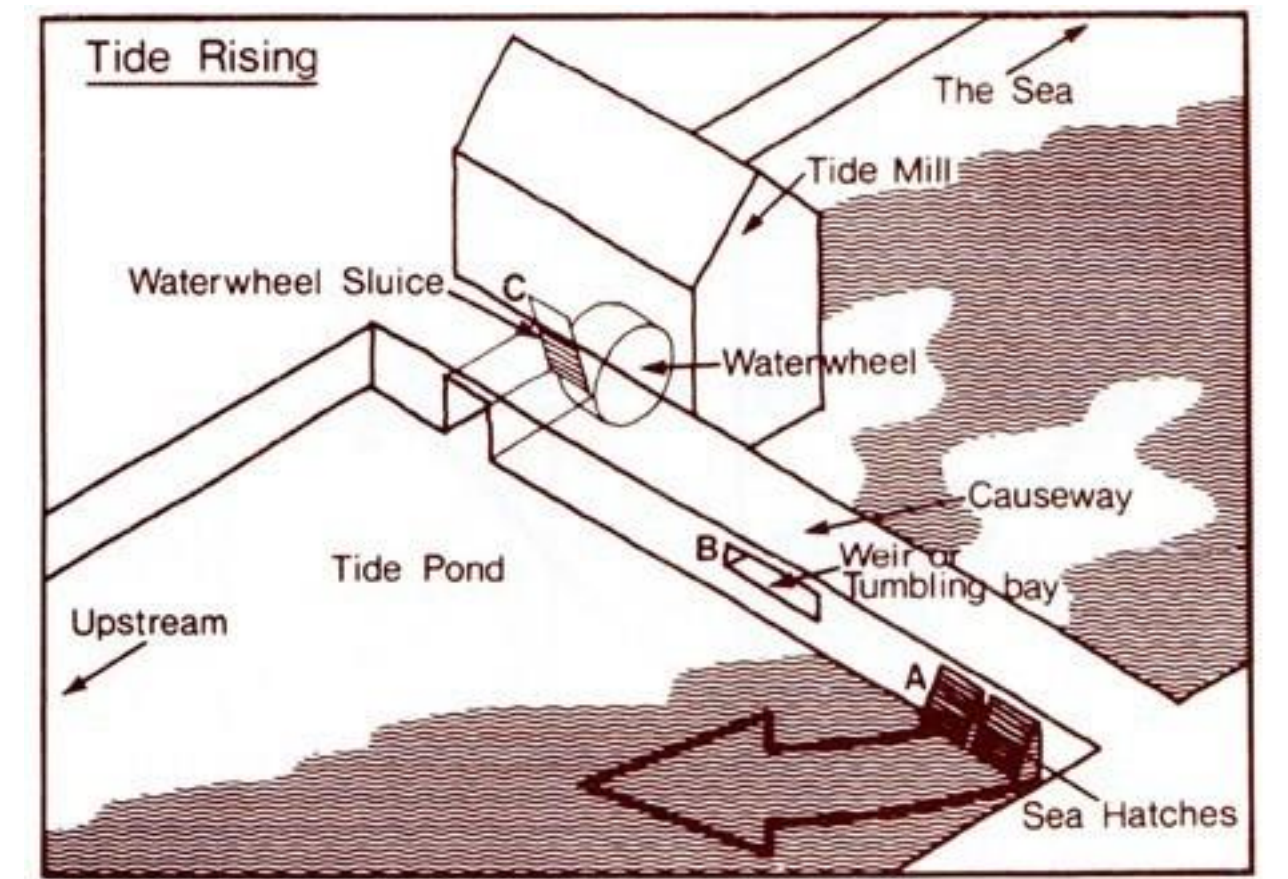 Tide Rising
The Sea
Tide Mill
Waterwheel Sluice
C
Waterwheel
Causeway
B
Weir or
Tumbling bay
Tide Pond
Upstream
A
Sea Hatches